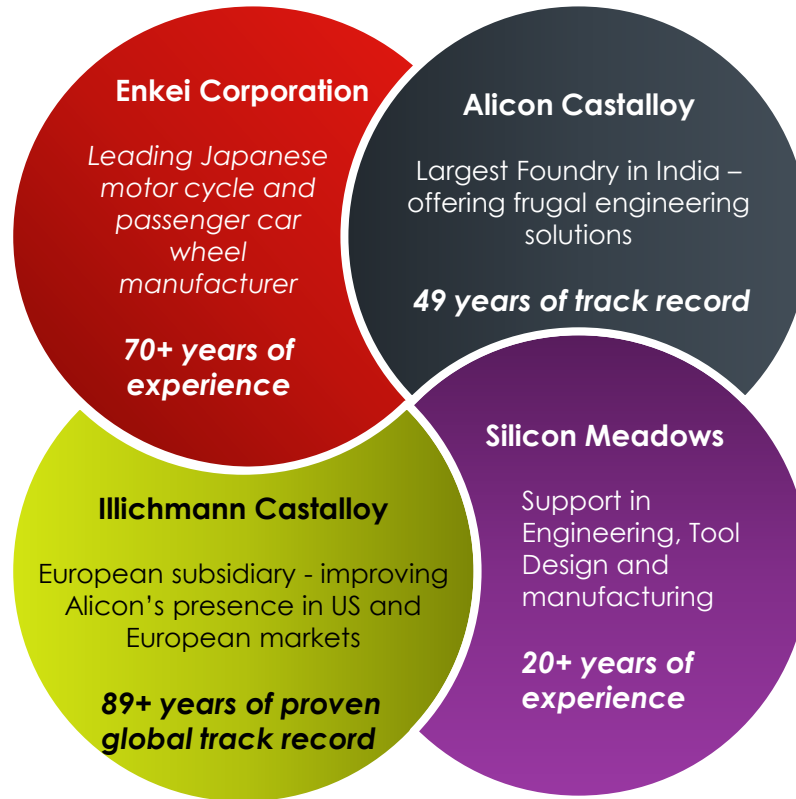 Enkei Corporation
Leading Japanese
motor cycle and
passenger car
wheel
manufacturer
70+ years of
experience
Alicon Castalloy
Largest Foundry in India –
offering frugal engineering
solutions
49 years of track record
Illichmann Castalloy
European subsidiary - improving
Alicon’s presence in US and
European markets
89+ years of proven
global track record
Silicon Meadows
Support in
Engineering, Tool
Design and
manufacturing
20+ years of
experience